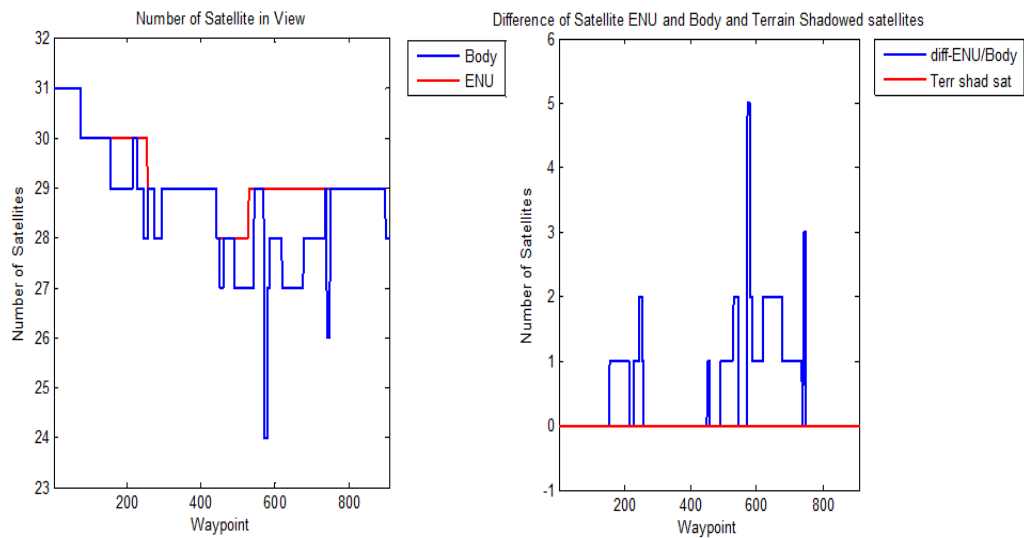 Number of Satellite in View
Number of Satellites
32
31
30
29
28
27
26
25
24
23
200
400
600
800
Waypoint
Body
ENU
Difference of Satellite ENU and Body and Terrain Shadowed satellites
Number of Satellites
6
5
4
3
2
1
0
-1
200
400
600
800
Waypoint
diff-ENU/Body
Terr shad sat